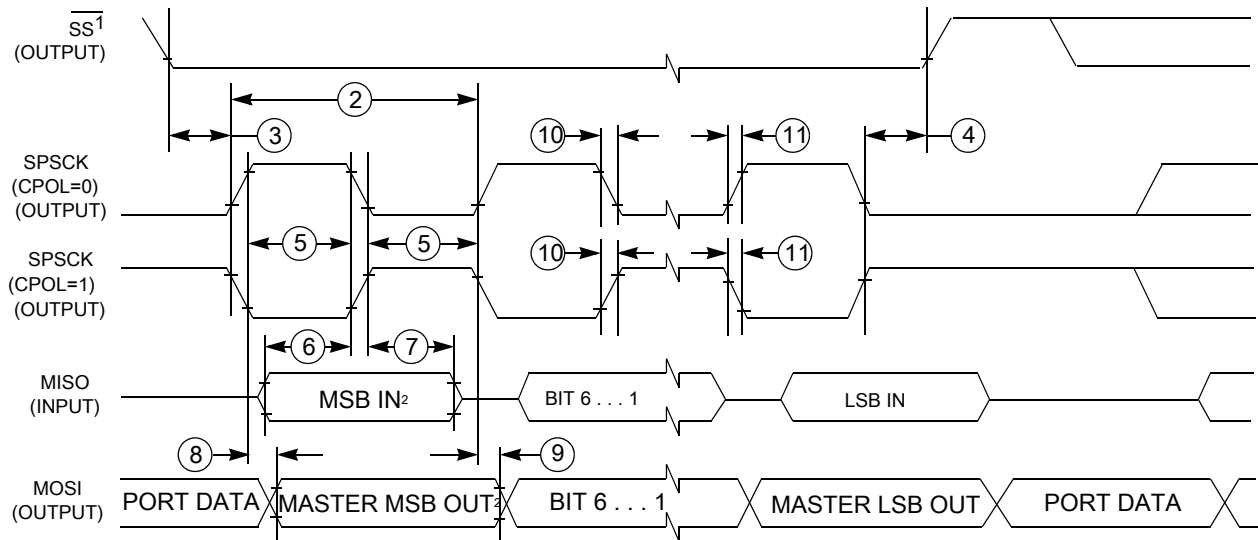 SS1
(OUTPUT)
2
3
10
11
4
SPSCK
(CPOL=0)
(OUTPUT)
5
5
SPSCK
(CPOL=1)
(OUTPUT)
10
11
6
7
MISO
(INPUT)
MSB IN2
BIT 6 . . . 1
LSB IN
8
9
MOSI
(OUTPUT)
PORT DATA
MASTER MSB OUT2
BIT 6 . . . 1
MASTER LSB OUT
PORT DATA